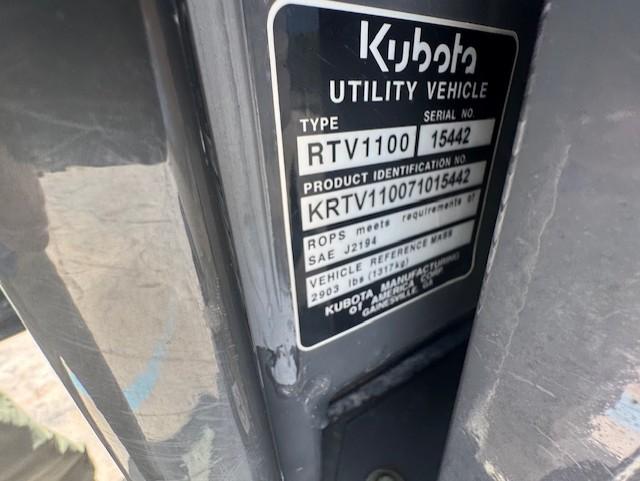 Kubota
UTILITY VEHICLE
TYPE SERIAL NO.
RTV1100 15442
PRODUCT IDENTIFICATION NO.
KRTV110071015442
ROPS meets requirements of
SAE J2194
VEHICLE REFERENCE MASS
2903 lbs (1317kg)
KUBOTA MANUFACTURING
of AMERICA CORP.
GAINESVILLE, GA